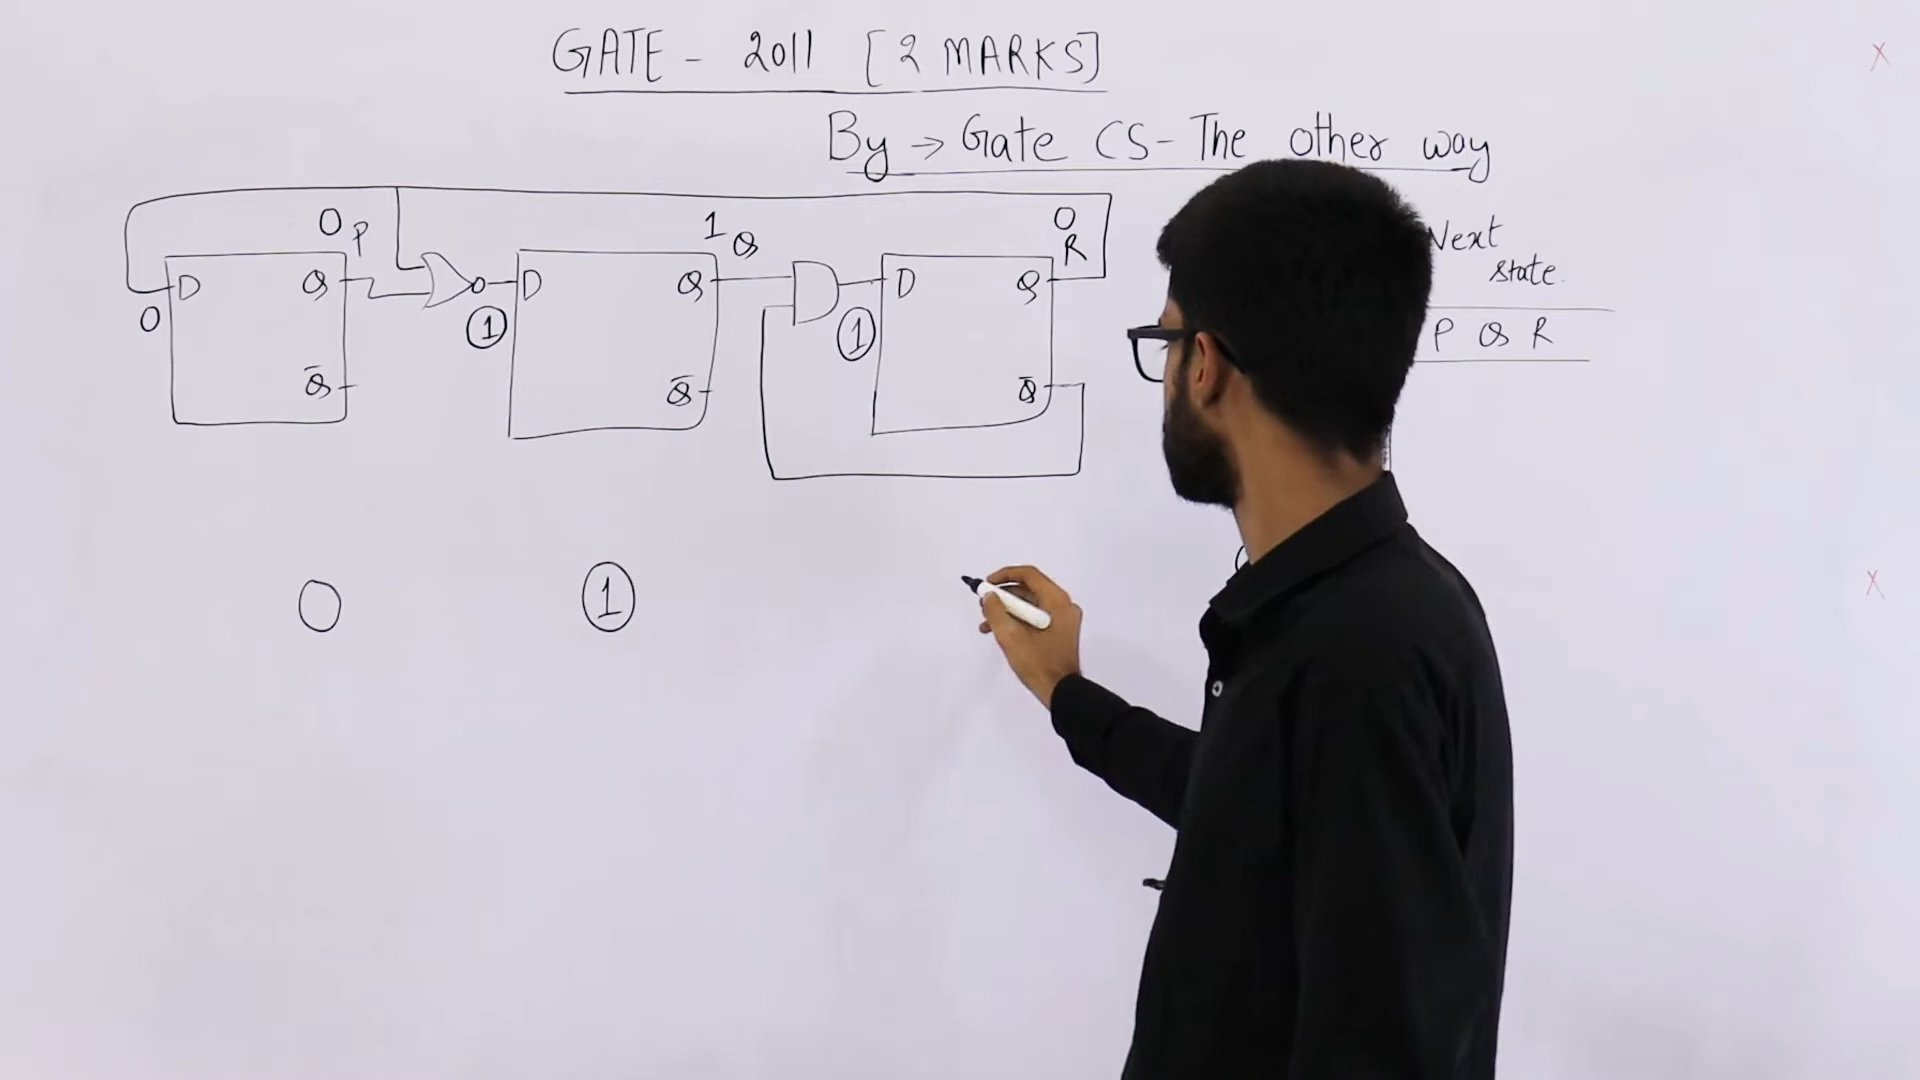 GATE - 2011 [2 MARKS]
By → Gate CS - The other way
0 P
1 Q
0
R
Next
state.
D Q
D Q
D Q
0
1
1
P Q R
Q̅
Q̅
Q̅
0 1